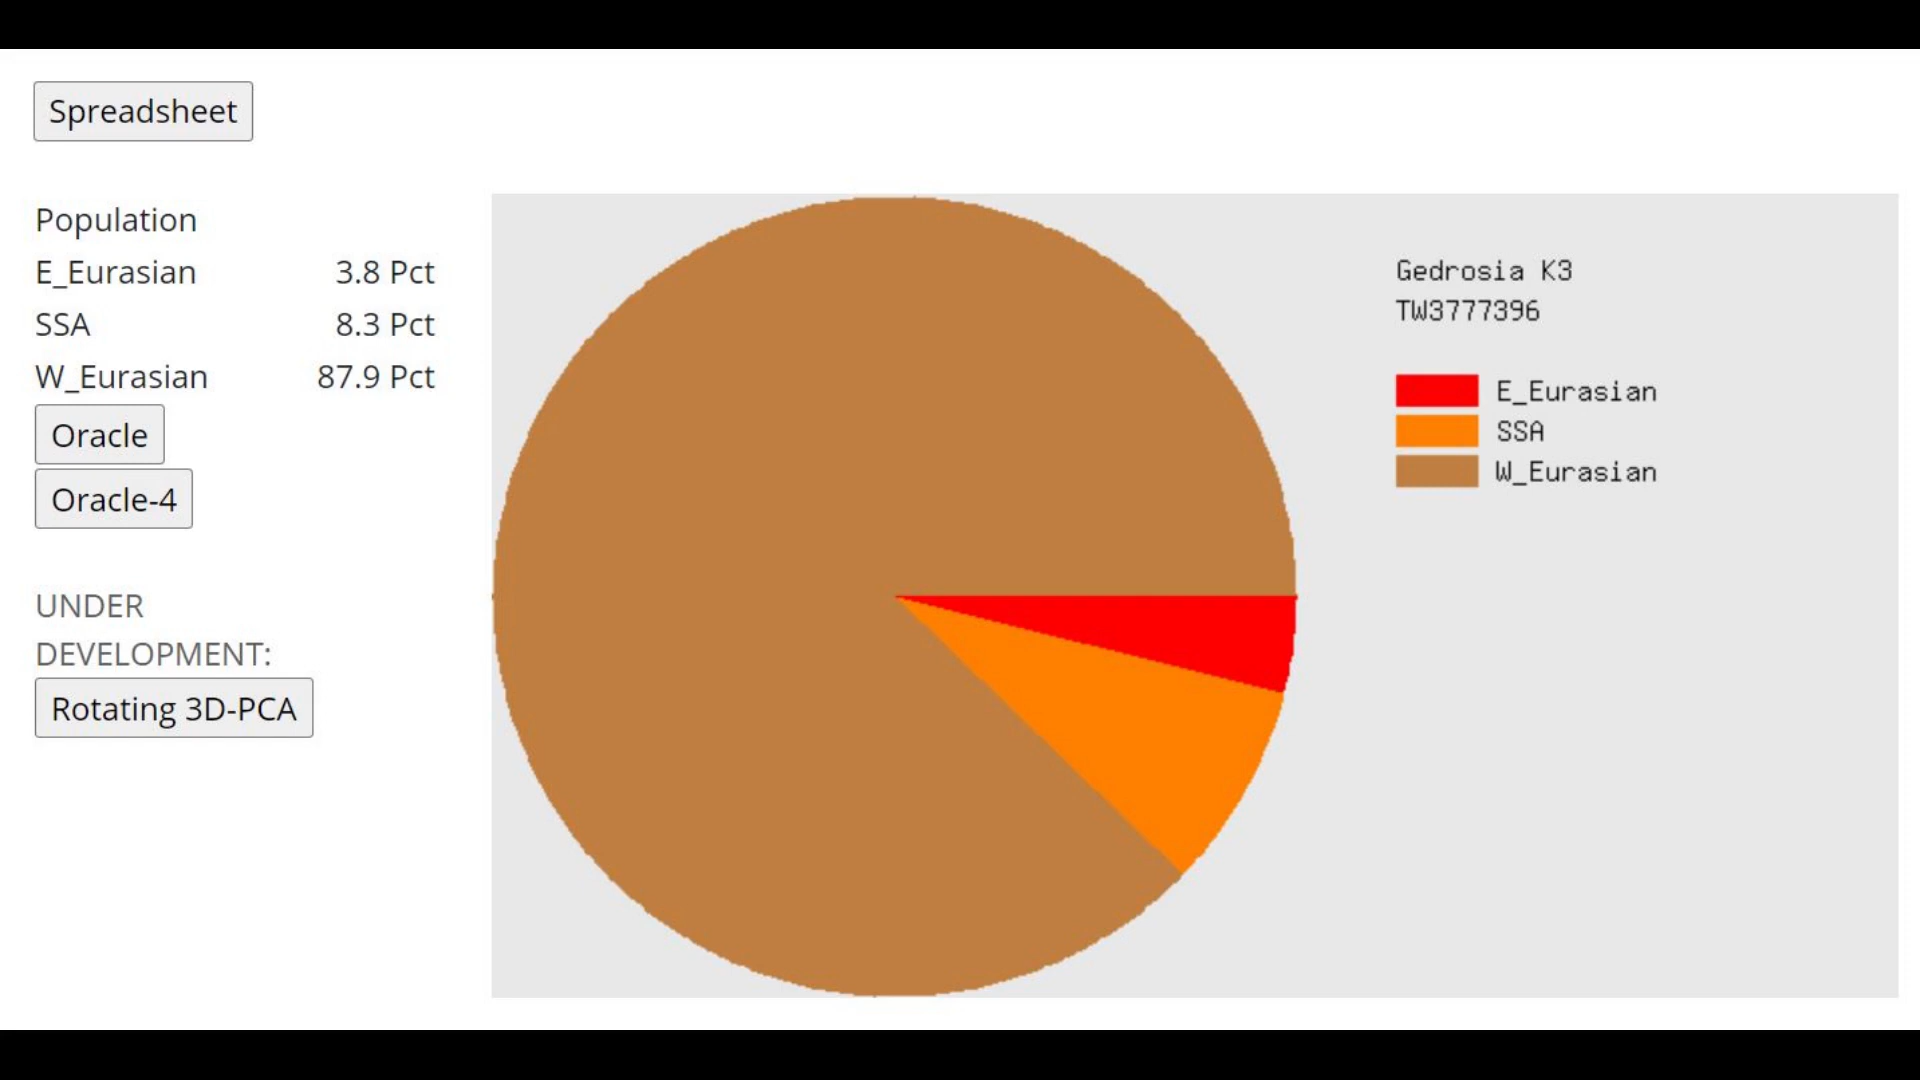 Spreadsheet
Population
E_Eurasian 3.8 Pct
SSA 8.3 Pct
W_Eurasian 87.9 Pct
Oracle
Oracle-4
UNDER
DEVELOPMENT:
Rotating 3D-PCA
Gedrosia K3
TW3777396
E_Eurasian
SSA
W_Eurasian